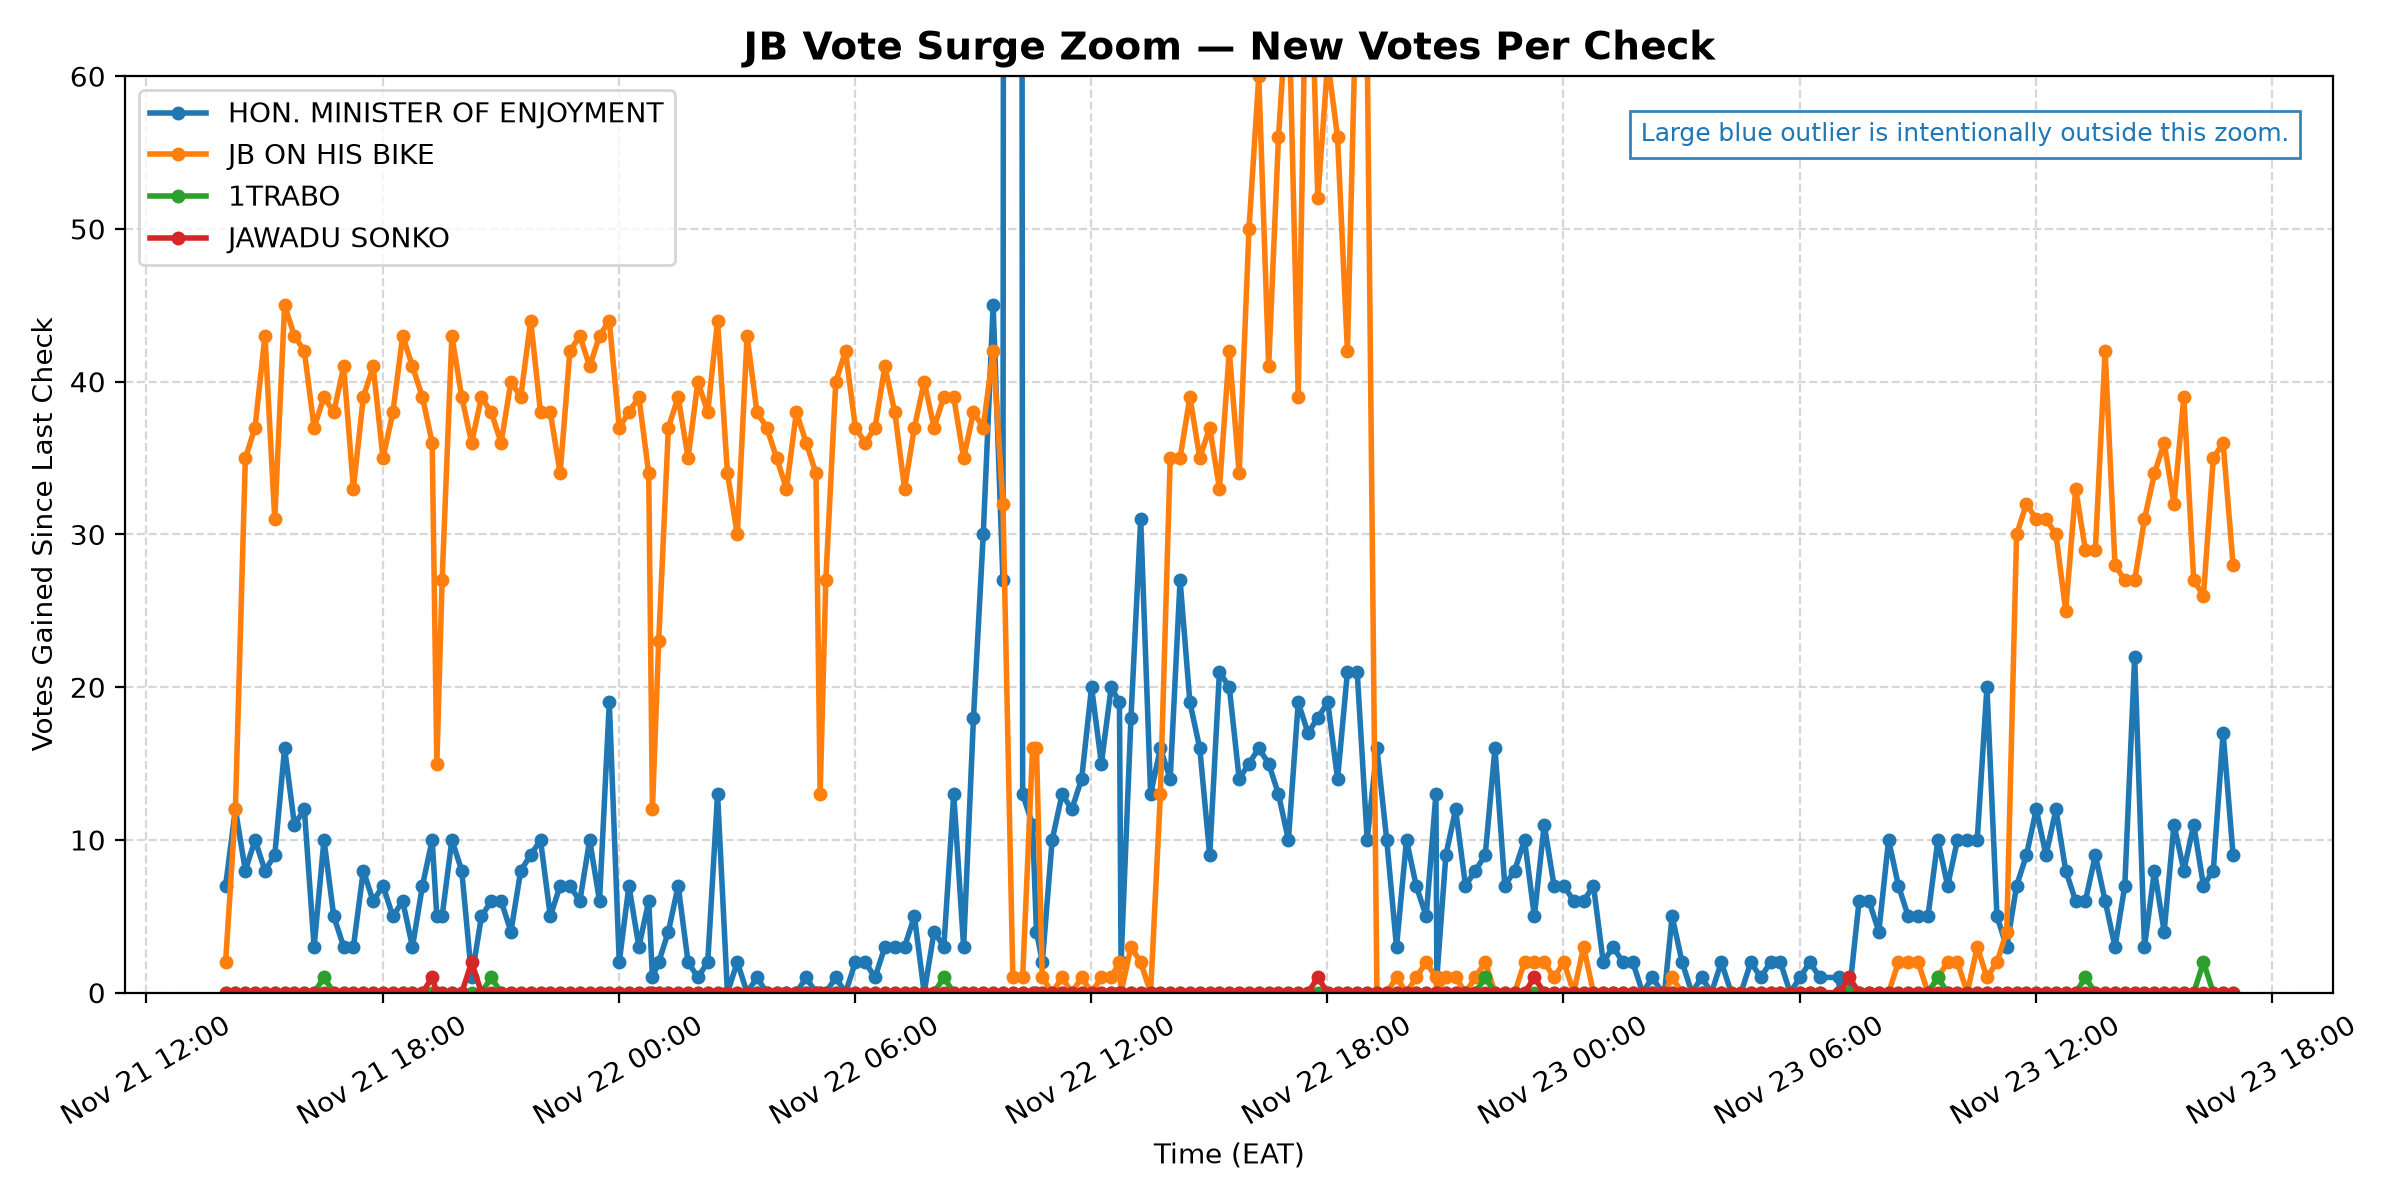 JB Vote Surge Zoom — New Votes Per Check
60
50
40
30
20
10
0
Votes Gained Since Last Check
HON. MINISTER OF ENJOYMENT
JB ON HIS BIKE
1TRABO
JAWADU SONKO
Large blue outlier is intentionally outside this zoom.
Nov 21 12:00
Nov 21 18:00
Nov 22 00:00
Nov 22 06:00
Nov 22 12:00
Nov 22 18:00
Nov 23 00:00
Nov 23 06:00
Nov 23 12:00
Nov 23 18:00
Time (EAT)